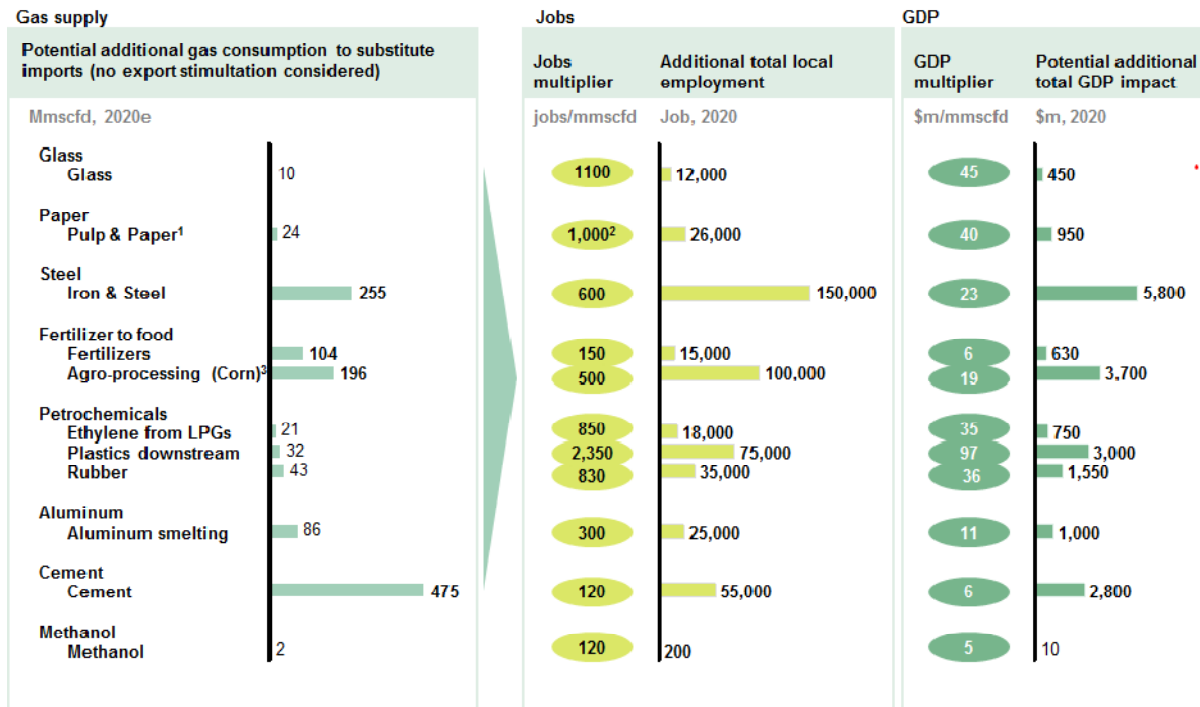 Gas supply
Potential additional gas consumption to substitute
imports (no export stimultation considered)
Mmscfd, 2020e
Glass
Glass 10
Paper
Pulp & Paper¹ 24
Steel
Iron & Steel 255
Fertilizer to food
Fertilizers 104
Agro-processing (Corn)³ 196
Petrochemicals
Ethylene from LPGs 21
Plastics downstream 32
Rubber 43
Aluminum
Aluminum smelting 86
Cement
Cement 475
Methanol
Methanol 2
Jobs
Jobs Additional total local
multiplier employment
jobs/mmscfd Job, 2020
1100 12,000
1,000² 26,000
600 150,000
150 15,000
500 100,000
850 18,000
2,350 75,000
830 35,000
300 25,000
120 55,000
120 200
GDP
GDP Potential additional
multiplier total GDP impact
$m/mmscfd $m, 2020
45 450
40 950
23 5,800
6 630
19 3,700
35 750
97 3,000
36 1,550
11 1,000
6 2,800
5 10